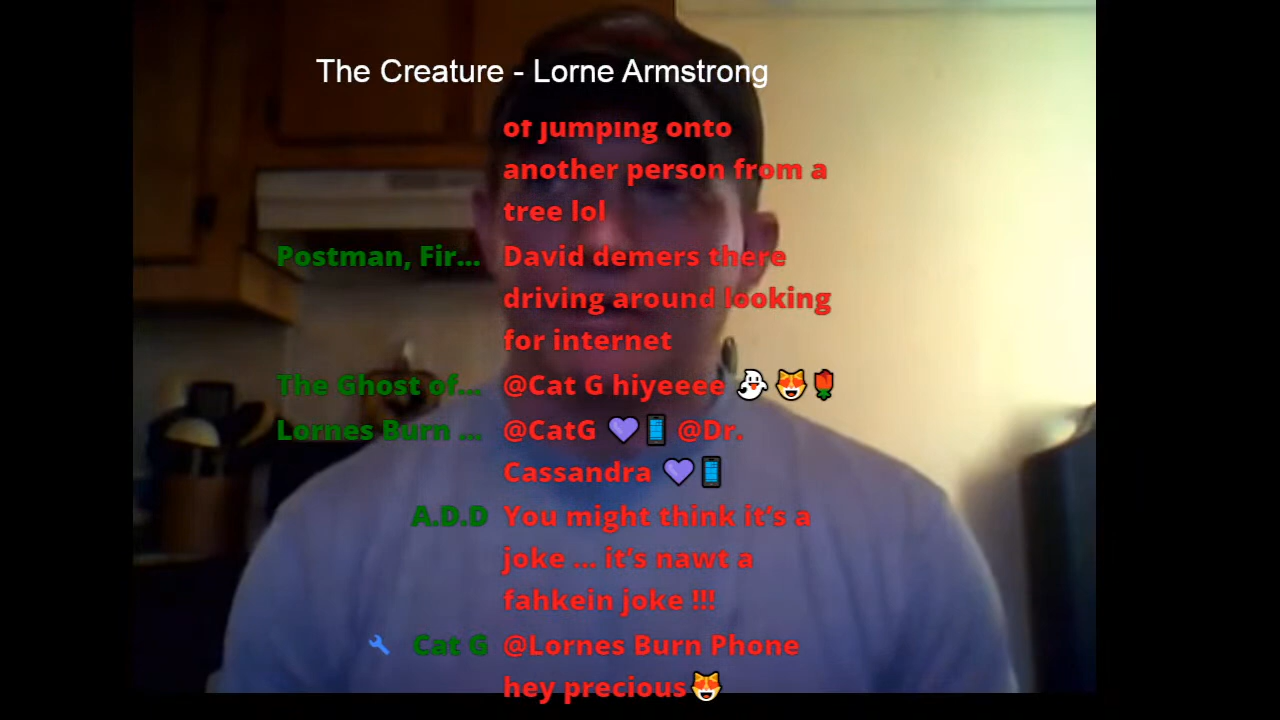 The Creature - Lorne Armstrong
of jumping onto
another person from a
tree lol
Postman, Fir... David demers there
driving around looking
for internet
The Ghost of... @Cat G hiyeeee 👻😻🌹
Lornes Burn ... @CatG 💜📱 @Dr.
Cassandra 💜📱
A.D.D You might think it's a
joke ... it's nawt a
fahkein joke !!!
🔧 Cat G @Lornes Burn Phone
hey precious😻